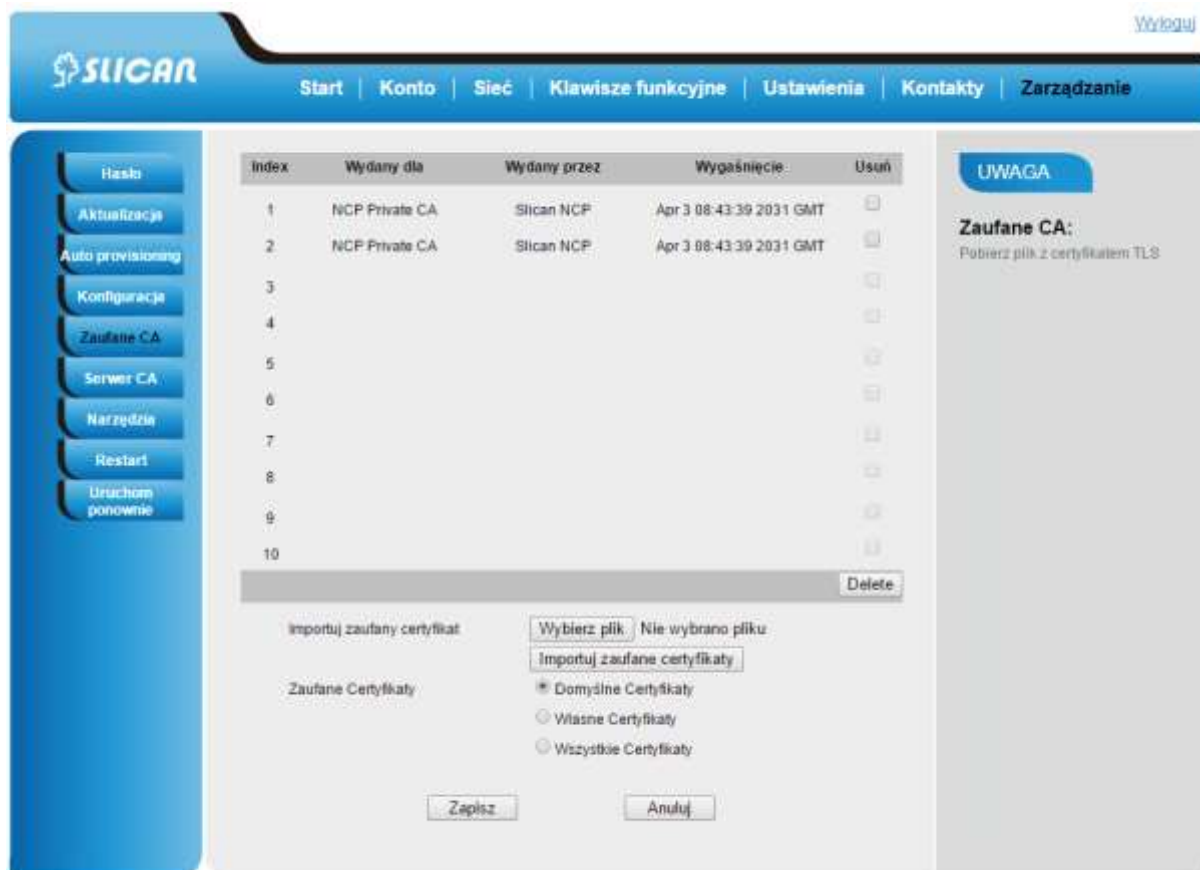 Wyloguj
SLICAN
Start | Konto | Sieć | Klawisze funkcyjne | Ustawienia | Kontakty | Zarządzanie
Hasło
Aktualizacja
Auto provisioning
Konfiguracja
Zaufane CA
Serwer CA
Narzędzia
Restart
Uruchom
ponownie
Index Wydany dla Wydany przez Wygaśnięcie Usuń
1 NCP Private CA Slican NCP Apr 3 08:43:39 2031 GMT
2 NCP Private CA Slican NCP Apr 3 08:43:39 2031 GMT
3
4
5
6
7
8
9
10
Delete
Importuj zaufany certyfikat Wybierz plik Nie wybrano pliku
Importuj zaufane certyfikaty
Zaufane Certyfikaty Domyślne Certyfikaty
Własne Certyfikaty
Wszystkie Certyfikaty
Zapisz Anuluj
UWAGA
Zaufane CA:
Pobierz plik z certyfikatem TLS